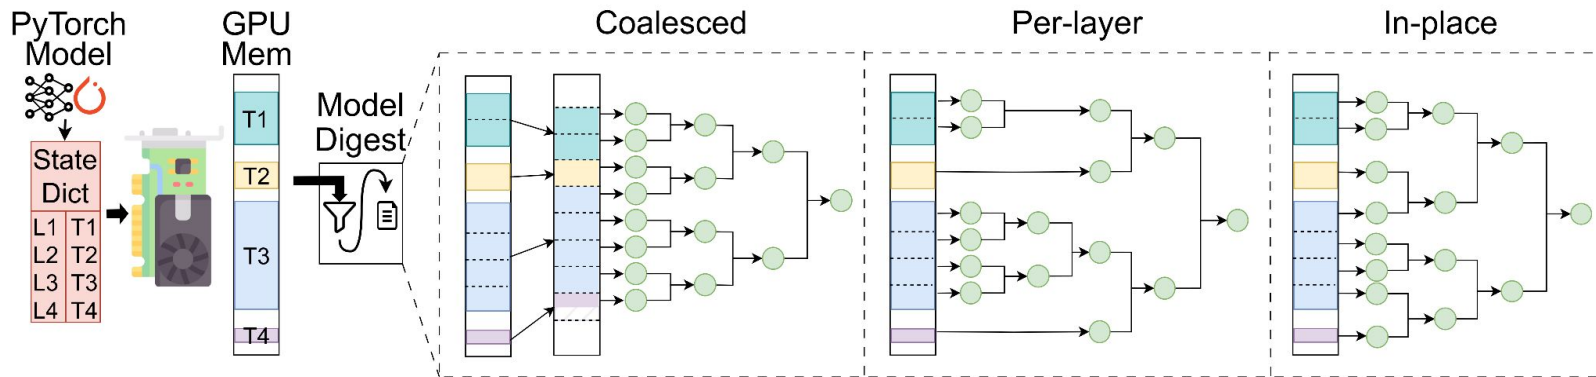 PyTorch
Model
State
Dict
L1 T1
L2 T2
L3 T3
L4 T4
GPU
Mem
T1
T2
T3
T4
Model
Digest
Coalesced
Per-layer
In-place